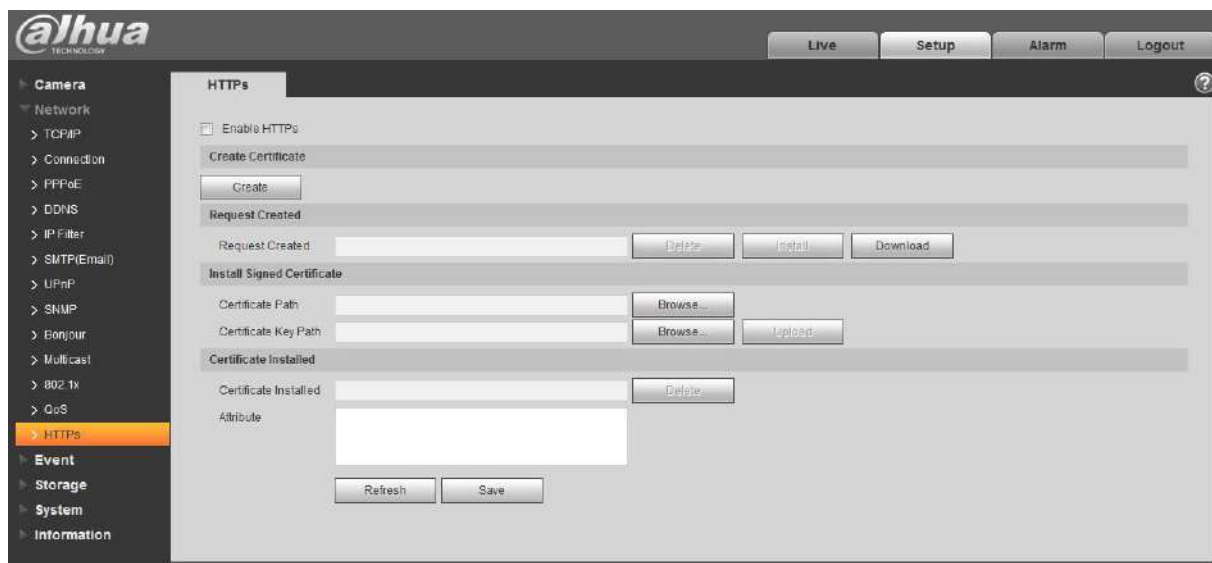 alhua
TECHNOLOGY
Live
Setup
Alarm
Logout
Camera
Network
TCP/IP
Connection
PPPoE
DDNS
IP Filter
SMTP(Email)
UPnP
SNMP
Bonjour
Multicast
802.1x
QoS
HTTPs
Event
Storage
System
Information
HTTPs
?
Enable HTTPs
Create Certificate
Create
Request Created
Request Created Delete Install Download
Install Signed Certificate
Certificate Path Browse...
Certificate Key Path Browse... Upload
Certificate Installed
Certificate Installed Delete
Attribute
Refresh Save